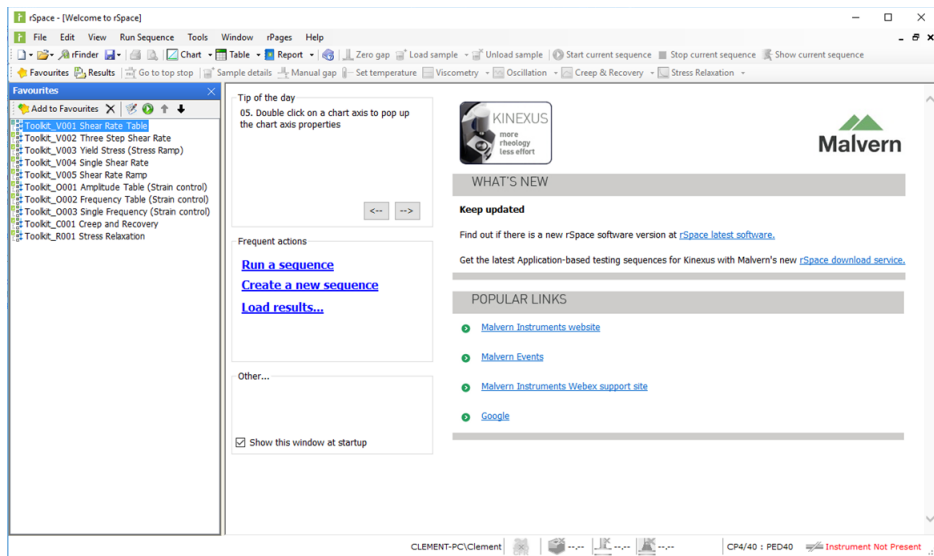 rSpace - [Welcome to rSpace]
File Edit View Run Sequence Tools Window rPages Help
rFinder Chart Table Report Zero gap Load sample Unload sample Start current sequence Stop current sequence Show current sequence
Favourites Results Go to top stop Sample details Manual gap Set temperature Viscometry Oscillation Creep & Recovery Stress Relaxation
Favourites
Add to Favourites
Toolkit_V001 Shear Rate Table
Toolkit_V002 Three Step Shear Rate
Toolkit_V003 Yield Stress (Stress Ramp)
Toolkit_V004 Single Shear Rate
Toolkit_V005 Shear Rate Ramp
Toolkit_O001 Amplitude Table (Strain control)
Toolkit_O002 Frequency Table (Strain control)
Toolkit_O003 Single Frequency (Strain control)
Toolkit_C001 Creep and Recovery
Toolkit_R001 Stress Relaxation
Tip of the day
05. Double click on a chart axis to pop up
the chart axis properties
<-- -->
Frequent actions
Run a sequence
Create a new sequence
Load results...
Other...
Show this window at startup
KINEXUS
more
rheology
less effort
Malvern
WHAT'S NEW
Keep updated
Find out if there is a new rSpace software version at rSpace latest software.
Get the latest Application-based testing sequences for Kinexus with Malvern's new rSpace download service.
POPULAR LINKS
Malvern Instruments website
Malvern Events
Malvern Instruments Webex support site
Google
CLEMENT-PC\Clement --.-- --.-- --.-- CP4/40 : PED40 Instrument Not Present